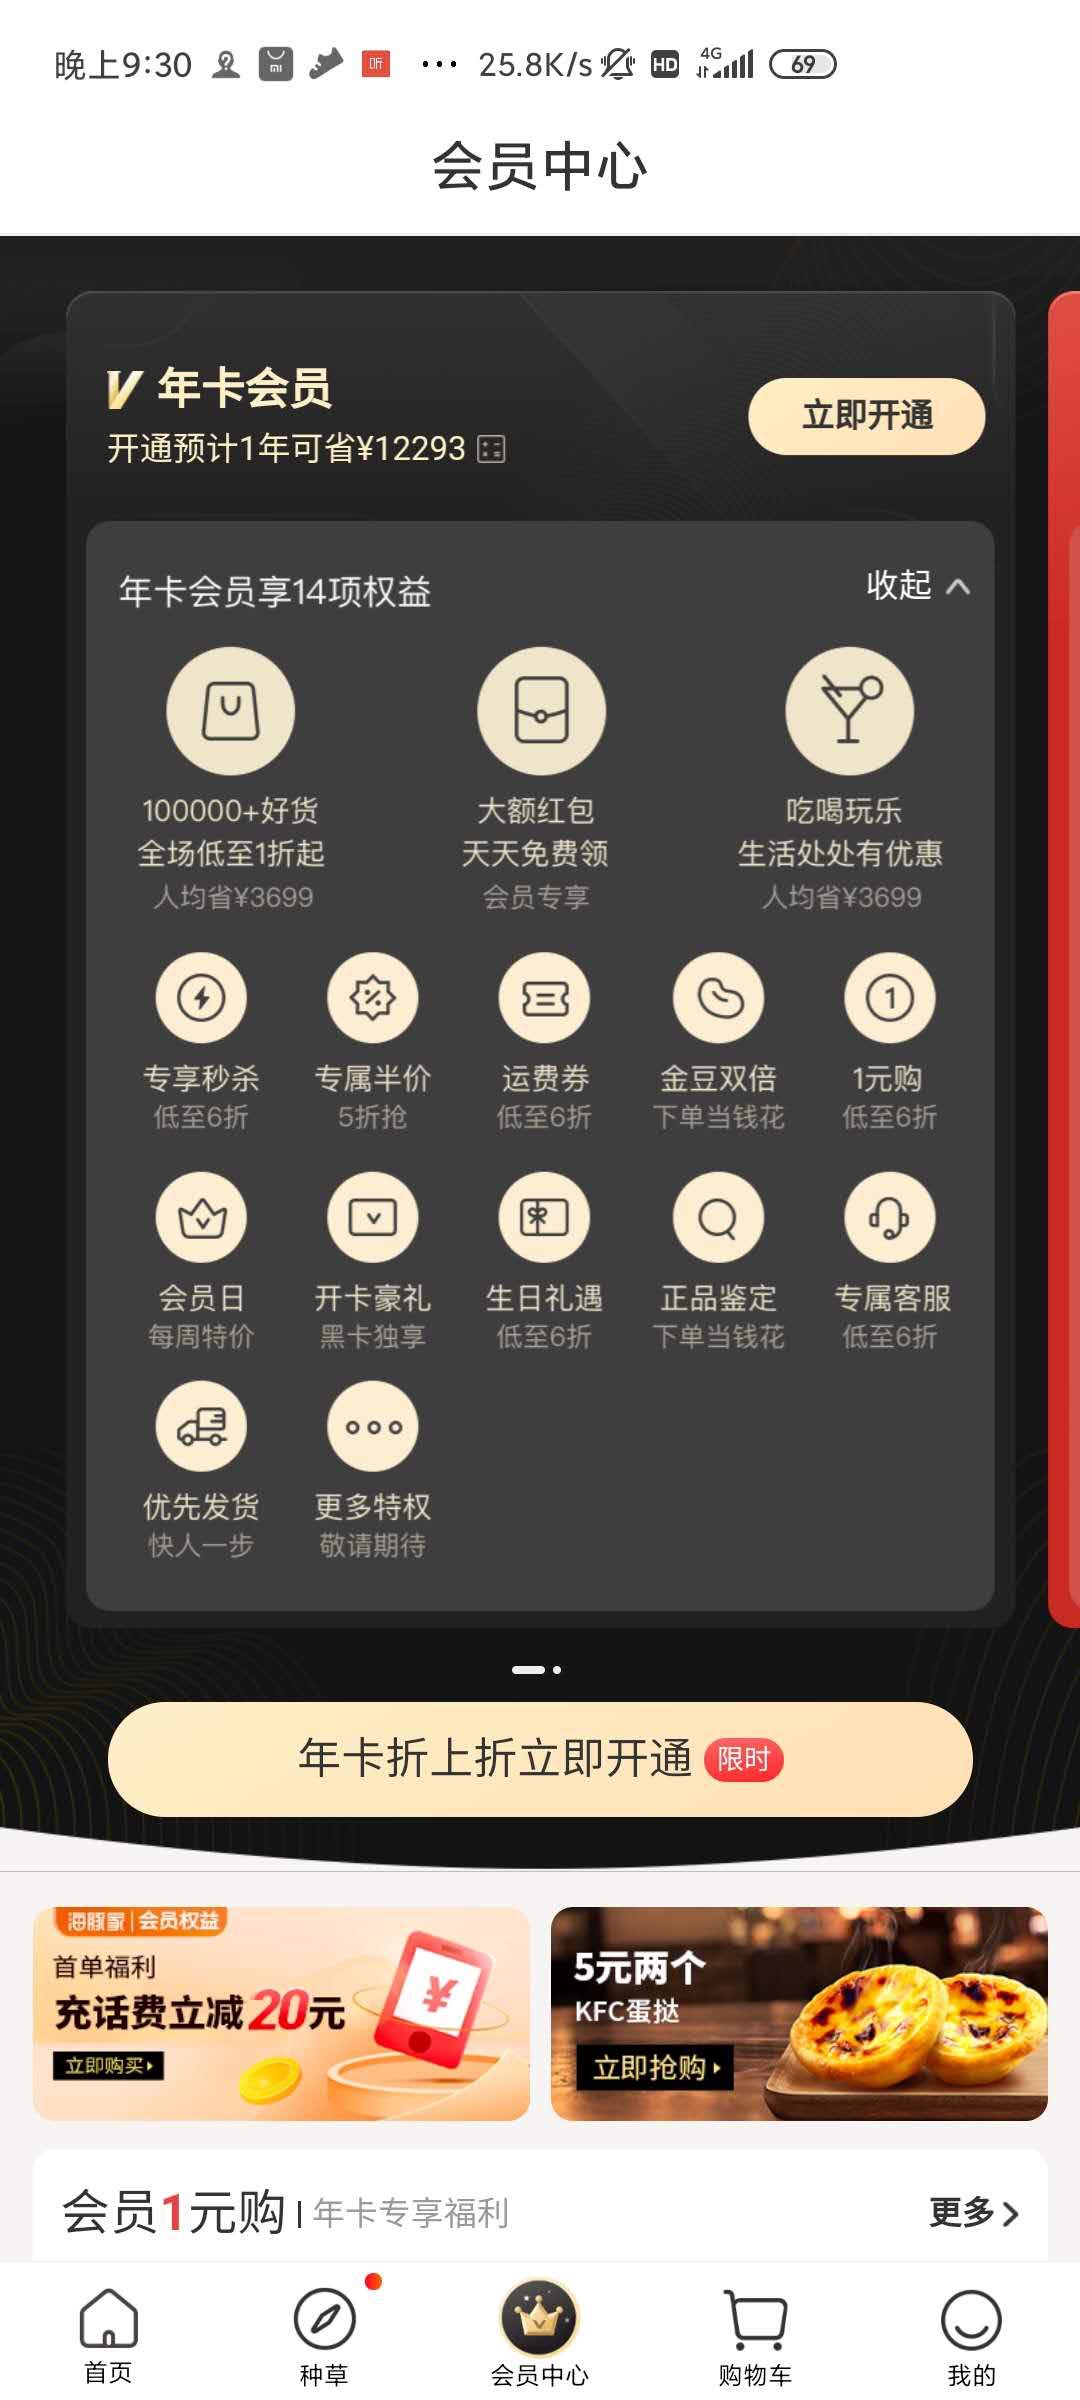 晚上9:30 ··· 25.8K/s HD 4G 69
会员中心
年卡会员
开通预计1年可省¥12293
立即开通
年卡会员享14项权益
收起
100000+好货 大额红包 吃喝玩乐
全场低至1折起 天天免费领 生活处处有优惠
人均省¥3699 会员专享 人均省¥3699
专享秒杀 专属半价 运费券 金豆双倍 1元购
低至6折 5折抢 低至6折 下单当钱花 低至6折
会员日 开卡豪礼 生日礼遇 正品鉴定 专属客服
每周特价 黑卡独享 低至6折 下单当钱花 低至6折
优先发货 更多特权
快人一步 敬请期待
年卡折上折立即开通 限时
海豚家|会员权益
首单福利
充话费立减20元
立即购买
5元两个
KFC蛋挞
立即抢购
会员1元购 | 年卡专享福利 更多
首页 种草 会员中心 购物车 我的